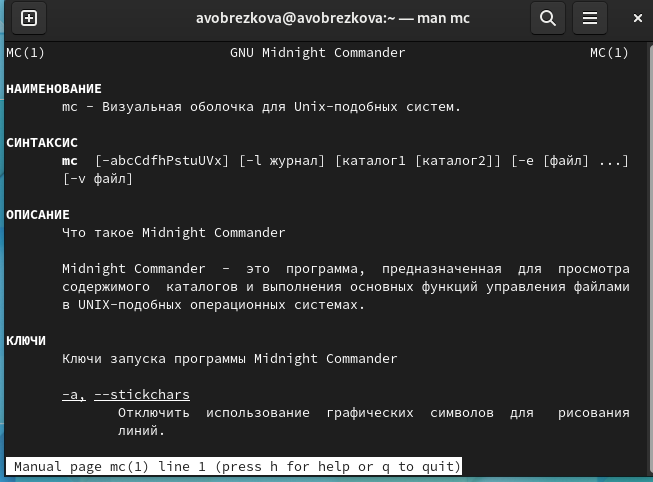 avobrezkova@avobrezkova:~ — man mc
MC(1) GNU Midnight Commander MC(1)
НАИМЕНОВАНИЕ
mc - Визуальная оболочка для Unix-подобных систем.
СИНТАКСИС
mc [-abcCdfhPstuUVx] [-l журнал] [каталог1 [каталог2]] [-e [файл] ...]
[-v файл]
ОПИСАНИЕ
Что такое Midnight Commander
Midnight Commander - это программа, предназначенная для просмотра
содержимого каталогов и выполнения основных функций управления файлами
в UNIX-подобных операционных системах.
КЛЮЧИ
Ключи запуска программы Midnight Commander
-a, --stickchars
Отключить использование графических символов для рисования
линий.
Manual page mc(1) line 1 (press h for help or q to quit)